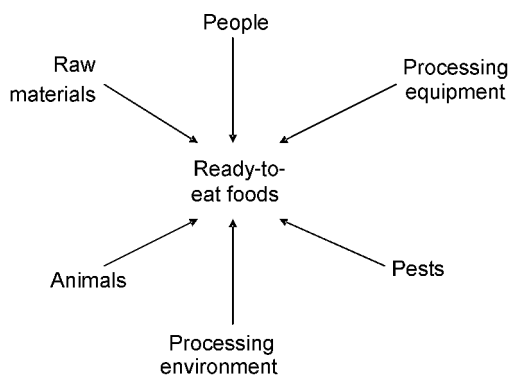 People
Raw
materials
Processing
equipment
Ready-to-
eat foods
Animals
Pests
Processing
environment